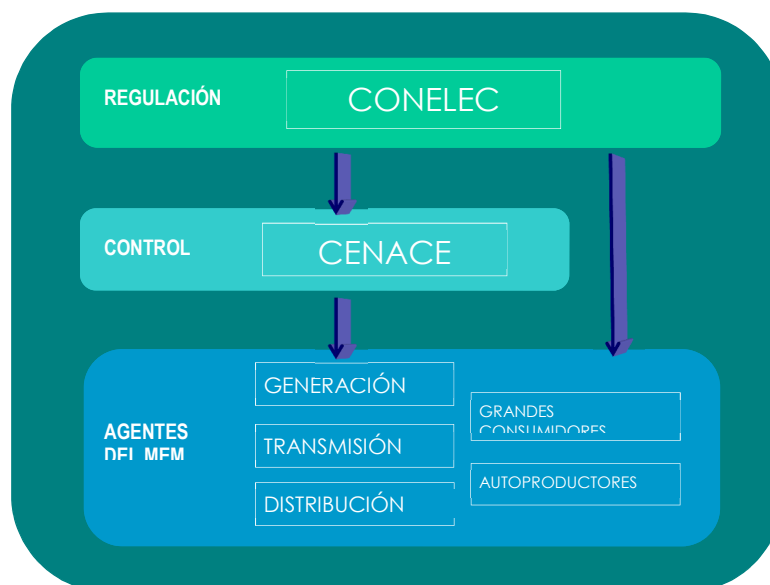 REGULACIÓN
CONELEC
CONTROL
CENACE
AGENTES
DEL MEM
GENERACIÓN
TRANSMISIÓN
DISTRIBUCIÓN
GRANDES
CONSUMIDORES
AUTOPRODUCTORES